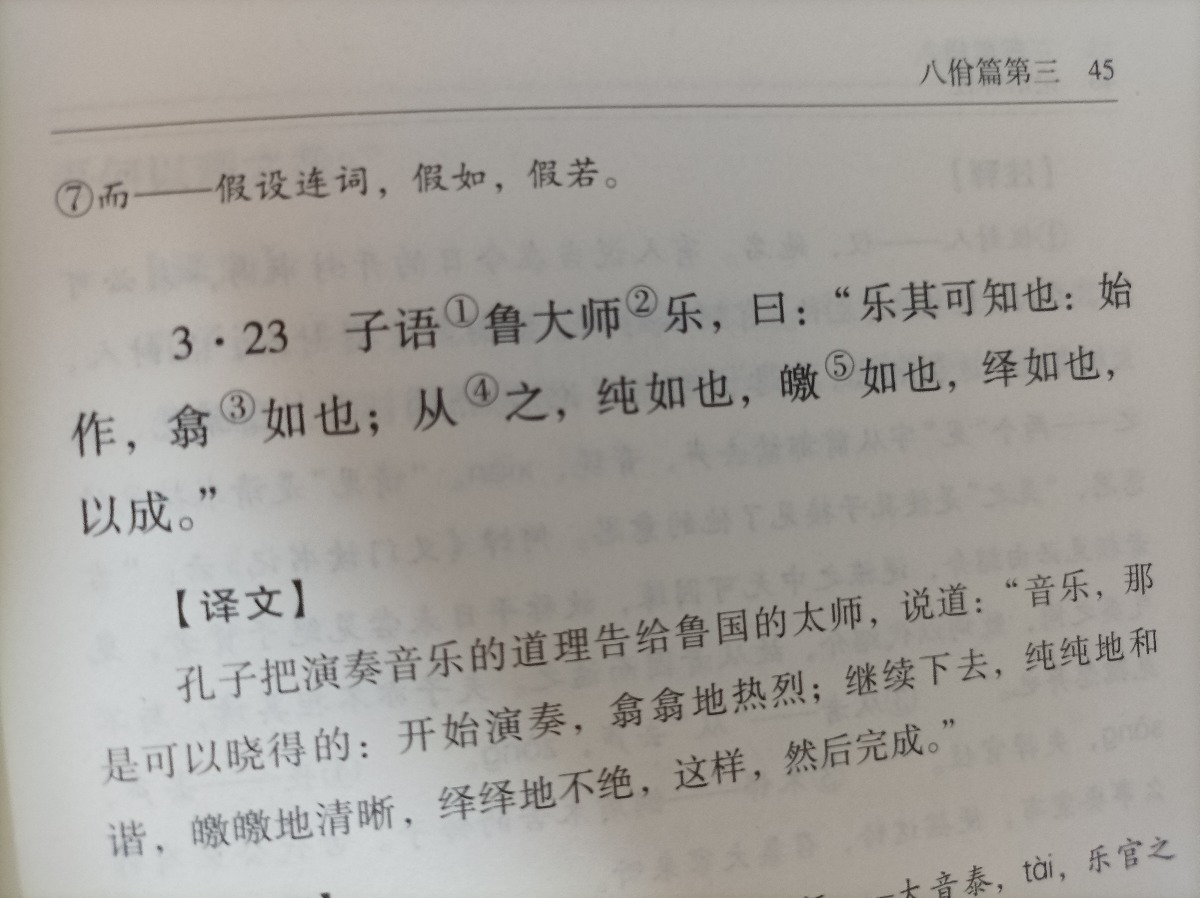 八佾篇第三 45
⑦而——假设连词，假如，假若。
3·23 子语①鲁大师②乐，曰：“乐其可知也：始
作，翕③如也；从④之，纯如也，皦⑤如也，绎如也，
以成。”
【译文】
孔子把演奏音乐的道理告给鲁国的太师，说道：“音乐，那
是可以晓得的：开始演奏，翕翕地热烈；继续下去，纯纯地和
谐，皦皦地清晰，绎绎地不绝，这样，然后完成。”
大音泰，tài，乐官之